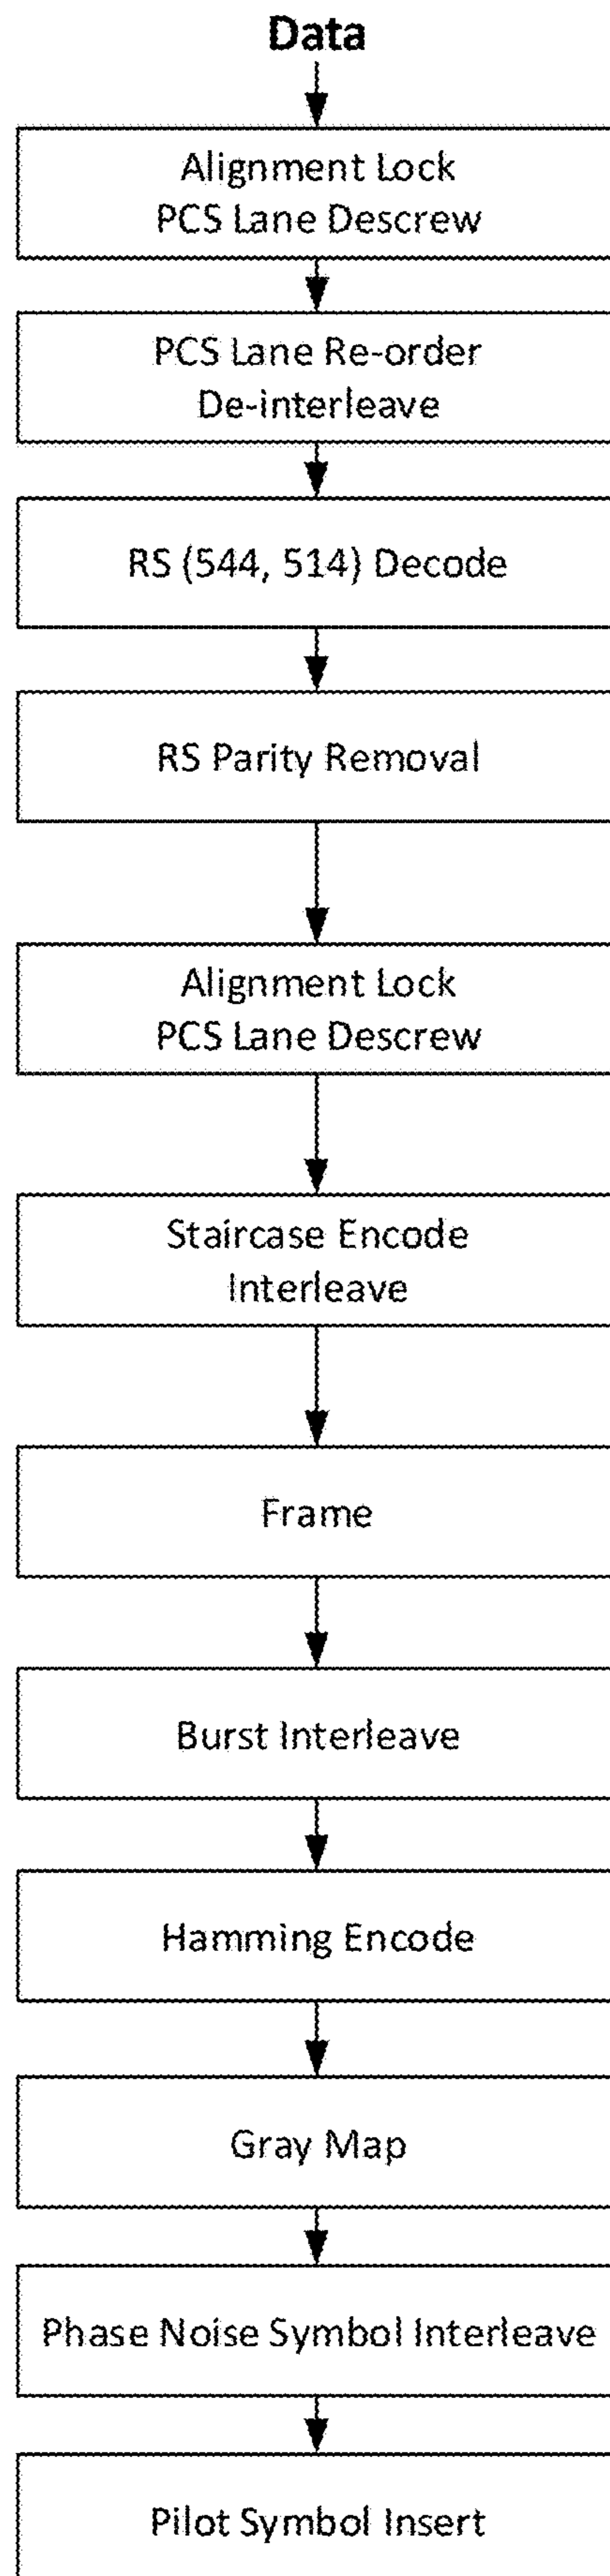 Data
Alignment Lock
PCS Lane Descrew
PCS Lane Re-order
De-interleave
RS (544, 514) Decode
RS Parity Removal
Alignment Lock
PCS Lane Descrew
Staircase Encode
Interleave
Frame
Burst Interleave
Hamming Encode
Gray Map
Phase Noise Symbol Interleave
Pilot Symbol Insert